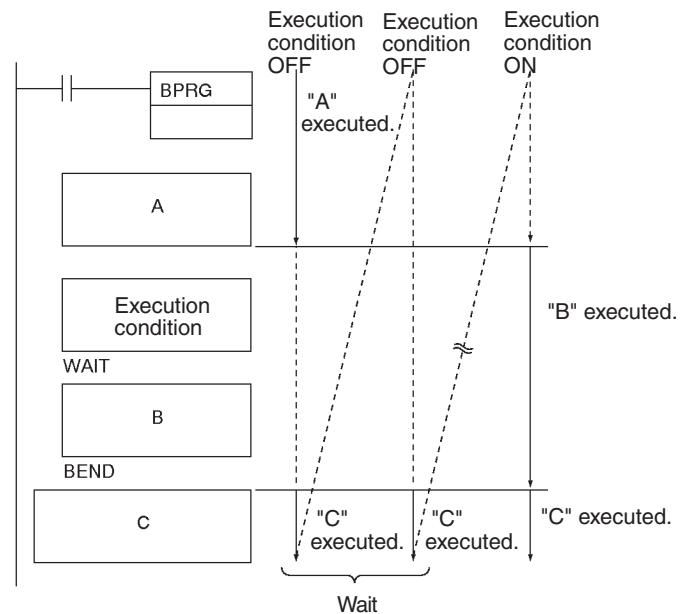 Execution
condition
OFF
Execution
condition
OFF
Execution
condition
ON
BPRG
"A"
executed.
A
Execution
condition
"B" executed.
WAIT
B
BEND
C
"C"
executed.
"C"
executed.
"C" executed.
Wait